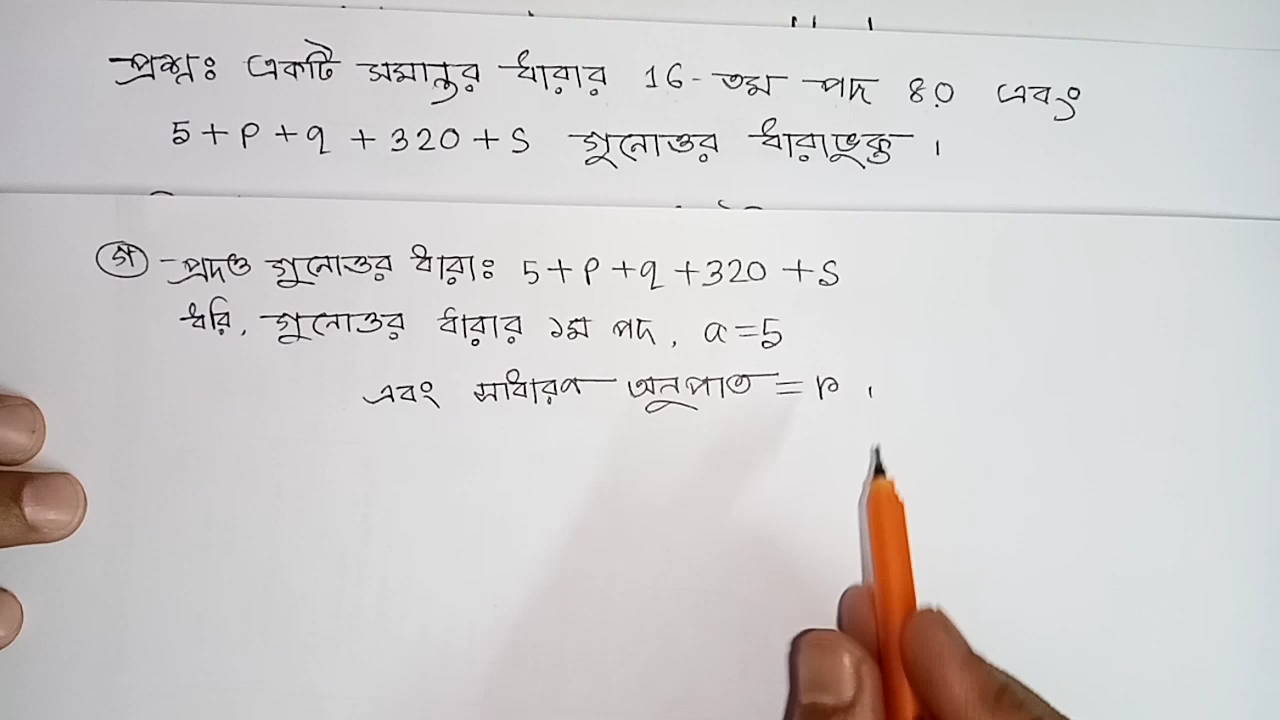 প্রশ্নঃ একটি সমান্তর ধারার 16-তম পদ 80 এবং
5+p+q+320+S গুনোত্তর ধারাভুক্ত ।
গ প্রদত্ত গুনোত্তর ধারাঃ 5+p+q+320+S
ধরি, গুনোত্তর ধারার ১ম পদ, a=5
এবং সাধারণ অনুপাত = r ।